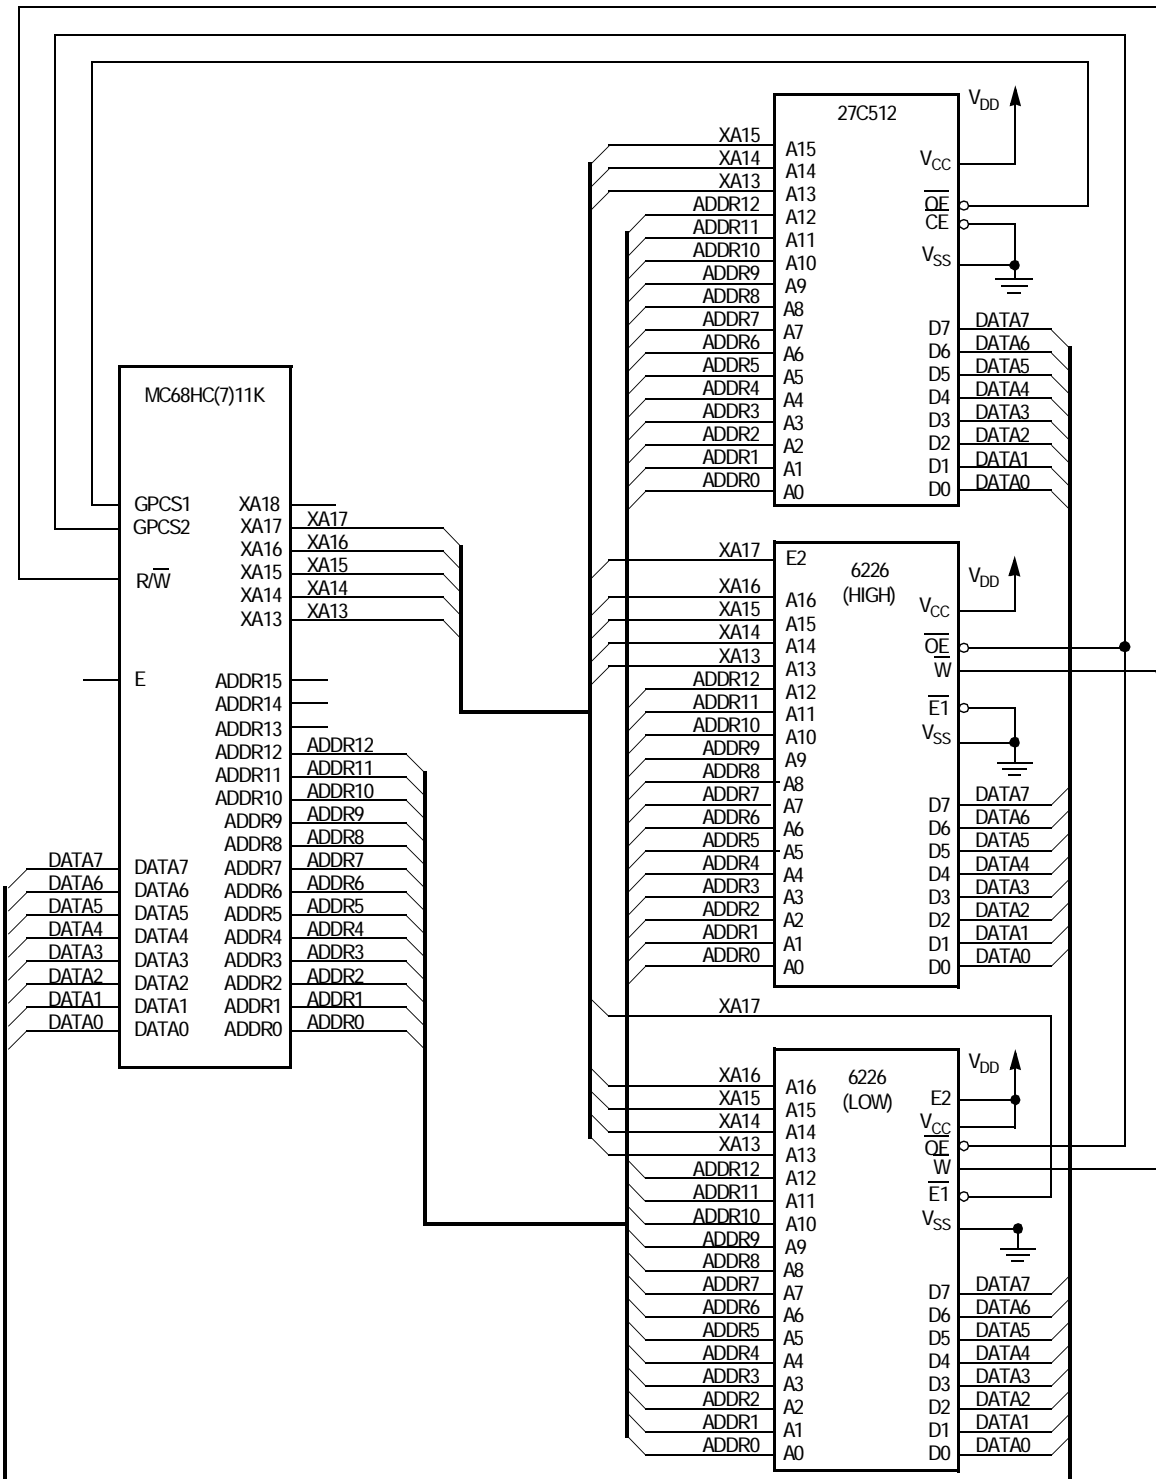 MC68HC(7)11K
GPCS1
GPCS2
R/W̅
E
DATA7 DATA7
DATA6 DATA6
DATA5 DATA5
DATA4 DATA4
DATA3 DATA3
DATA2 DATA2
DATA1 DATA1
DATA0 DATA0
XA18
XA17 XA17
XA16 XA16
XA15 XA15
XA14 XA14
XA13 XA13
ADDR15
ADDR14
ADDR13
ADDR12 ADDR12
ADDR11 ADDR11
ADDR10 ADDR10
ADDR9 ADDR9
ADDR8 ADDR8
ADDR7 ADDR7
ADDR6 ADDR6
ADDR5 ADDR5
ADDR4 ADDR4
ADDR3 ADDR3
ADDR2 ADDR2
ADDR1 ADDR1
ADDR0 ADDR0
27C512
XA15 A15
XA14 A14
XA13 A13
ADDR12 A12
ADDR11 A11
ADDR10 A10
ADDR9 A9
ADDR8 A8
ADDR7 A7
ADDR6 A6
ADDR5 A5
ADDR4 A4
ADDR3 A3
ADDR2 A2
ADDR1 A1
ADDR0 A0
VDD
VCC
O̅E̅
C̅E̅
VSS
D7 DATA7
D6 DATA6
D5 DATA5
D4 DATA4
D3 DATA3
D2 DATA2
D1 DATA1
D0 DATA0
6226
(HIGH)
XA17 E2
XA16 A16
XA15 A15
XA14 A14
XA13 A13
ADDR12 A12
ADDR11 A11
ADDR10 A10
ADDR9 A9
ADDR8 A8
ADDR7 A7
ADDR6 A6
ADDR5 A5
ADDR4 A4
ADDR3 A3
ADDR2 A2
ADDR1 A1
ADDR0 A0
VDD
VCC
O̅E̅
W̅
E̅1̅
VSS
D7 DATA7
D6 DATA6
D5 DATA5
D4 DATA4
D3 DATA3
D2 DATA2
D1 DATA1
D0 DATA0
XA17
6226
(LOW)
XA16 A16
XA15 A15
XA14 A14
XA13 A13
ADDR12 A12
ADDR11 A11
ADDR10 A10
ADDR9 A9
ADDR8 A8
ADDR7 A7
ADDR6 A6
ADDR5 A5
ADDR4 A4
ADDR3 A3
ADDR2 A2
ADDR1 A1
ADDR0 A0
VDD
E2
VCC
O̅E̅
W̅
E̅1̅
VSS
D7 DATA7
D6 DATA6
D5 DATA5
D4 DATA4
D3 DATA3
D2 DATA2
D1 DATA1
D0 DATA0